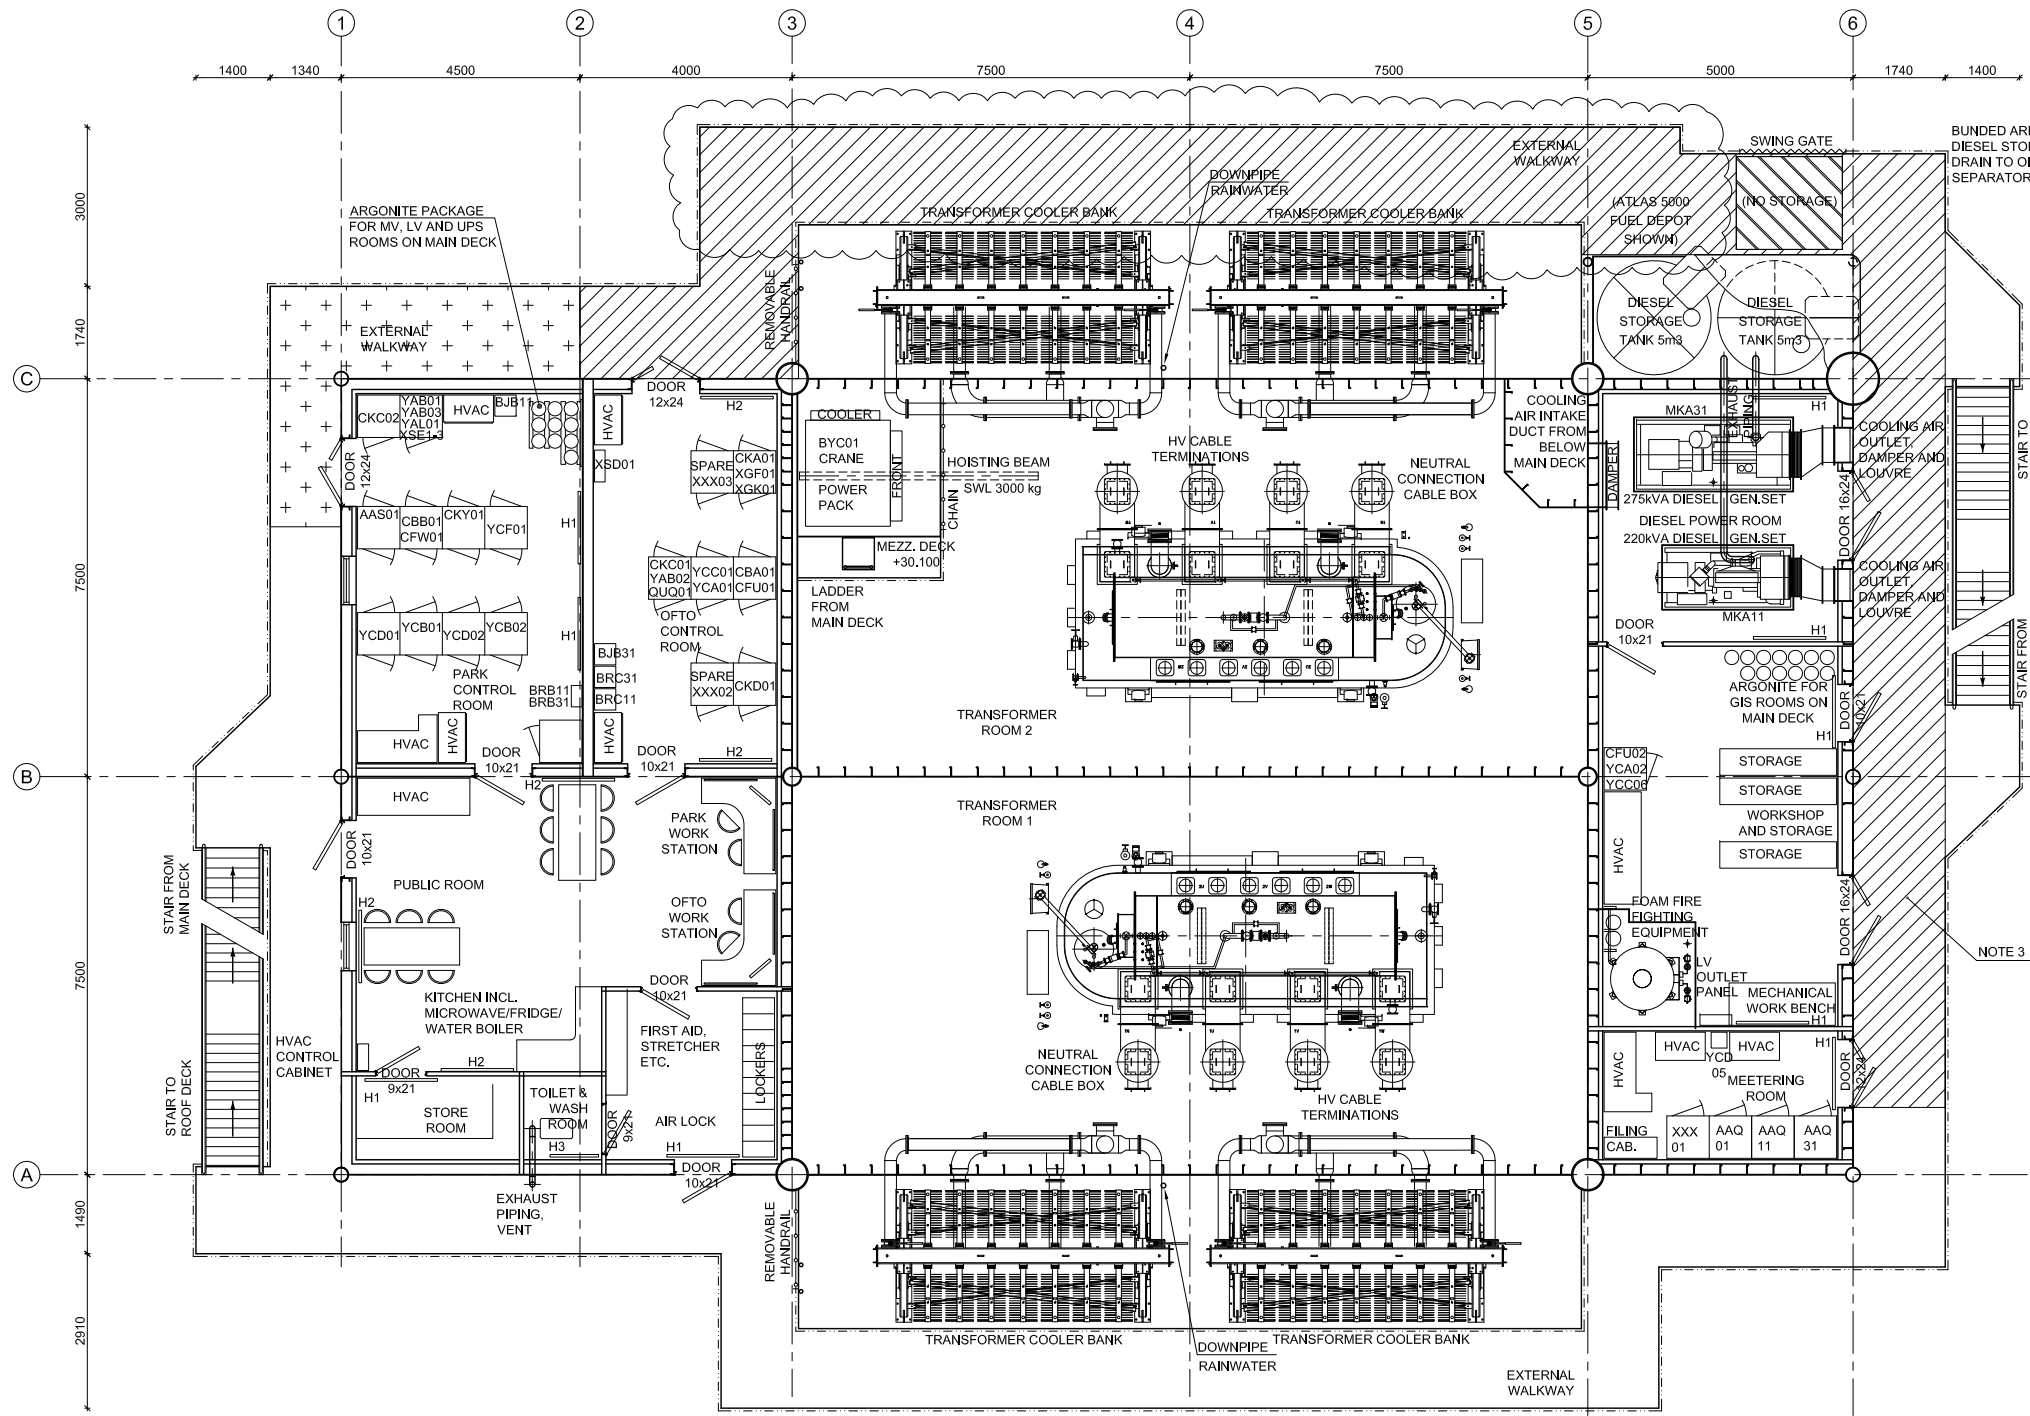 1
2
3
4
5
6
1400
1340
4500
4000
7500
7500
5000
1740
1400
3000
1740
7500
7500
1490
2910
C
B
A
EXTERNAL
WALKWAY
SWING GATE
(NO STORAGE)
DIESEL STO
DRAIN TO O
SEPARATOR
DOWNPIPE
RAINWATER
(ATLAS 5000
FUEL DEPOT
SHOWN)
ARGONITE PACKAGE
FOR MV, LV AND UPS
ROOMS ON MAIN DECK
TRANSFORMER COOLER BANK
TRANSFORMER COOLER BANK
REMOVABLE
HANDRAIL
EXTERNAL
WALKWAY
DIESEL
STORAGE
TANK 5m3
DIESEL
STORAGE
TANK 5m3
CKC02
YAB01
YAB03
YAL01
XSE1-3
HVAC
BJB11
HVAC
DOOR
12x24
H2
DOOR
12x24
XSD01
SPARE
XXX03
CKA01
XGF01
XGK01
COOLER
BYC01
CRANE
POWER
PACK
FRONT
CHAIN
HOISTING BEAM
SWL 3000 kg
MEZZ. DECK
+30.100
LADDER
FROM
MAIN DECK
HV CABLE
TERMINATIONS
NEUTRAL
CONNECTION
CABLE BOX
COOLING
AIR INTAKE
DUCT FROM
BELOW
MAIN DECK
DAMPER
MKA31
EXHAUST
PIPING
H1
275kVA DIESEL GEN.SET
DIESEL POWER ROOM
220kVA DIESEL GEN.SET
MKA11
H1
DOOR 16x24
COOLING AIR
OUTLET,
DAMPER AND
LOUVRE
COOLING AIR
OUTLET,
DAMPER AND
LOUVRE
STAIR TO
STAIR FROM
AAS01
CBB01
CFW01
CKY01
YCF01
H1
H1
YCD01
YCB01
YCD02
YCB02
PARK
CONTROL
ROOM
CKC01
YAB02
QUQ01
YCC01
YCA01
CBA01
CFU01
OFTO
CONTROL
ROOM
BJB31
BRC31
BRC11
BRB11
BRB31
SPARE
XXX02
CKD01
HVAC
HVAC
HVAC
DOOR
10x21
DOOR
10x21
H2
H2
TRANSFORMER
ROOM 2
DOOR
10x21
ARGONITE FOR
GIS ROOMS ON
MAIN DECK
H1
DOOR
10x21
CFU02
YCA02
YCC06
STORAGE
STORAGE
WORKSHOP
AND STORAGE
STORAGE
HVAC
HVAC
DOOR
10x21
PARK
WORK
STATION
TRANSFORMER
ROOM 1
PUBLIC ROOM
H2
OFTO
WORK
STATION
STAIR FROM
MAIN DECK
FOAM FIRE
FIGHTING
EQUIPMENT
DOOR 16x24
NOTE 3
LV
OUTLET
PANEL
MECHANICAL
WORK BENCH
H1
DOOR
10x21
KITCHEN INCL.
MICROWAVE/FRIDGE/
WATER BOILER
FIRST AID,
STRETCHER
ETC.
LOCKERS
HVAC
CONTROL
CABINET
H2
DOOR
9x21
H1
STORE
ROOM
TOILET &
WASH
ROOM
H3
DOOR
9x21
AIR LOCK
H1
DOOR
10x21
STAIR TO
ROOF DECK
NEUTRAL
CONNECTION
CABLE BOX
HV CABLE
TERMINATIONS
HVAC
HVAC
YCD
05
HVAC
H1
DOOR
12x24
MEETERING
ROOM
FILING
CAB.
XXX
01
AAQ
01
AAQ
11
AAQ
31
EXHAUST
PIPING,
VENT
REMOVABLE
HANDRAIL
TRANSFORMER COOLER BANK
TRANSFORMER COOLER BANK
DOWNPIPE
RAINWATER
EXTERNAL
WALKWAY